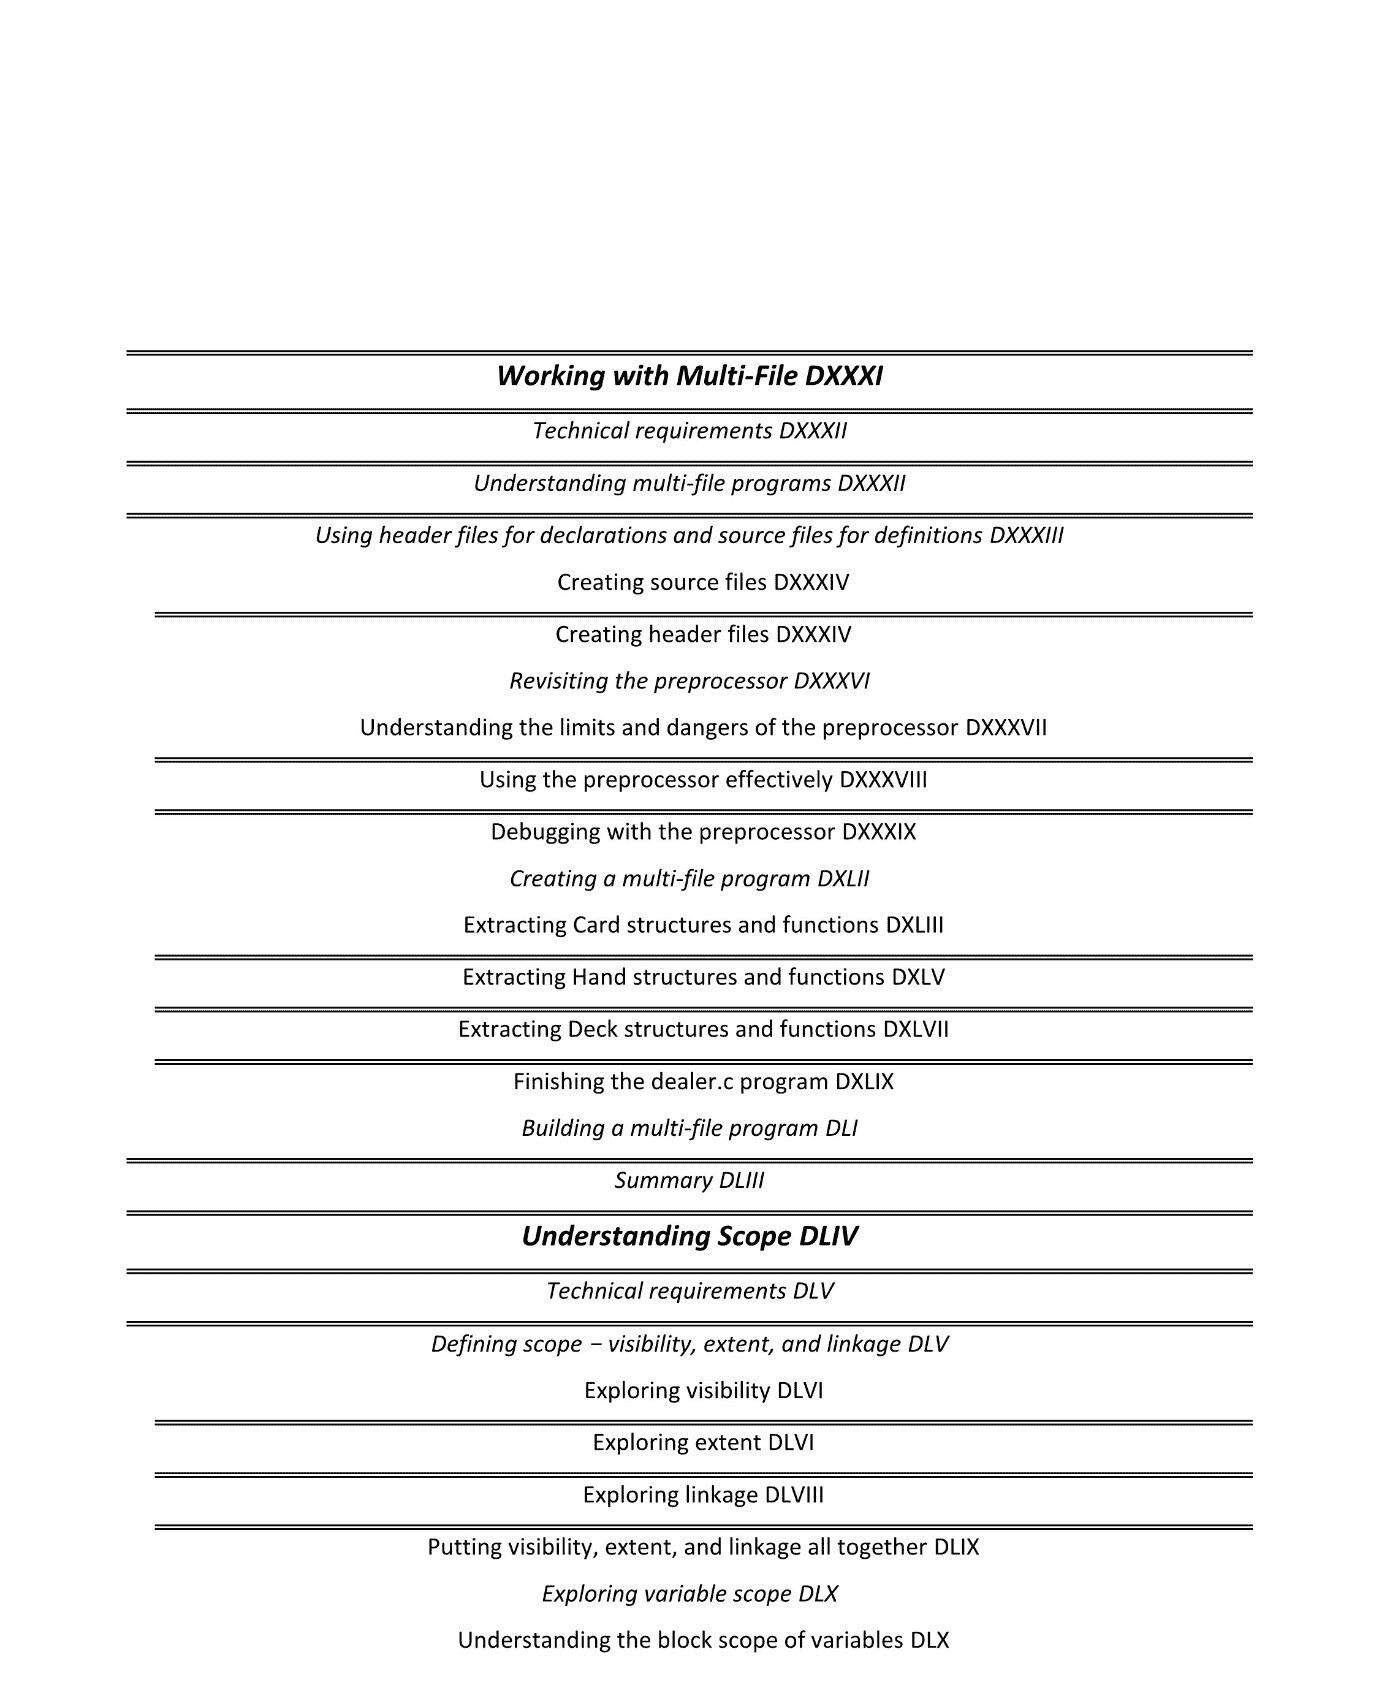 Working with Multi-File DXXXI
Technical requirements DXXXII
Understanding multi-file programs DXXXII
Using header files for declarations and source files for definitions DXXXIII
Creating source files DXXXIV
Creating header files DXXXIV
Revisiting the preprocessor DXXXVI
Understanding the limits and dangers of the preprocessor DXXXVII
Using the preprocessor effectively DXXXVIII
Debugging with the preprocessor DXXXIX
Creating a multi-file program DXLII
Extracting Card structures and functions DXLIII
Extracting Hand structures and functions DXLV
Extracting Deck structures and functions DXLVII
Finishing the dealer.c program DXLIX
Building a multi-file program DLI
Summary DLIII
Understanding Scope DLIV
Technical requirements DLV
Defining scope – visibility, extent, and linkage DLV
Exploring visibility DLVI
Exploring extent DLVI
Exploring linkage DLVIII
Putting visibility, extent, and linkage all together DLIX
Exploring variable scope DLX
Understanding the block scope of variables DLX